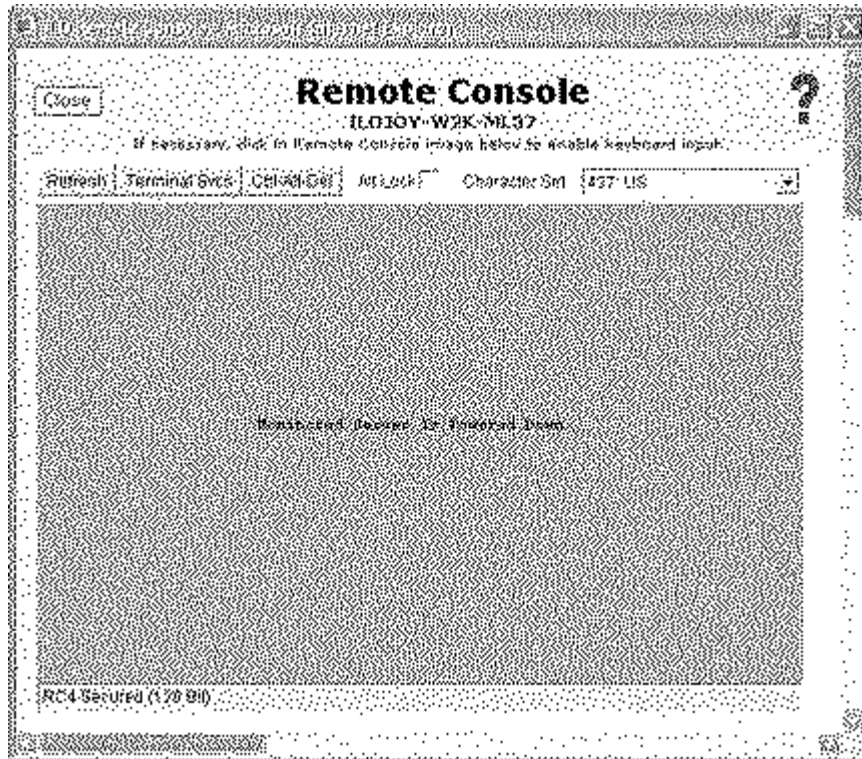 Close
Remote Console
If necessary, click in Remote Console image below to enable keyboard input.
Refresh Terminal Svcs Ctrl-Alt-Del Alt Lock Character Set 437: US
Monitored Server Is Powered Down.
RC4 Secured (128 Bit)